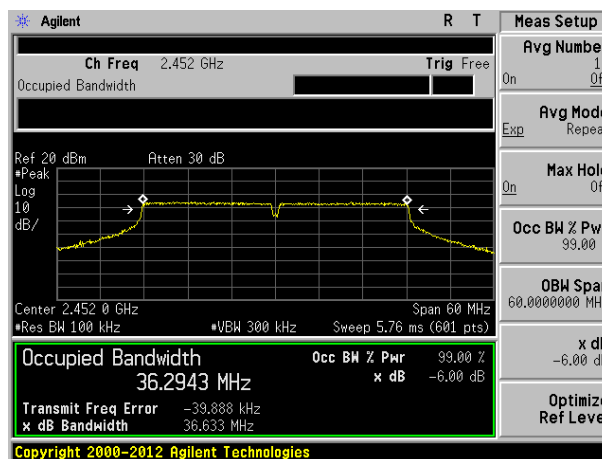 Agilent
R T
Meas Setup
Ch Freq 2.452 GHz
Trig Free
Occupied Bandwidth
Ref 20 dBm
Atten 30 dB
#Peak
Log
10
dB/
Center 2.452 0 GHz
Span 60 MHz
#Res BW 100 kHz
#VBW 300 kHz
Sweep 5.76 ms (601 pts)
Occupied Bandwidth
36.2943 MHz
Occ BW % Pwr 99.00 %
x dB -6.00 dB
Transmit Freq Error -39.888 kHz
x dB Bandwidth 36.633 MHz
Copyright 2000-2012 Agilent Technologies
Avg Numbe
1
On Of
Avg Mod
Exp Repea
Max Hol
On Of
Occ BW % Pw
99.00
OBW Spa
60.0000000 MH
x d
-6.00 d
Optimiz
Ref Leve